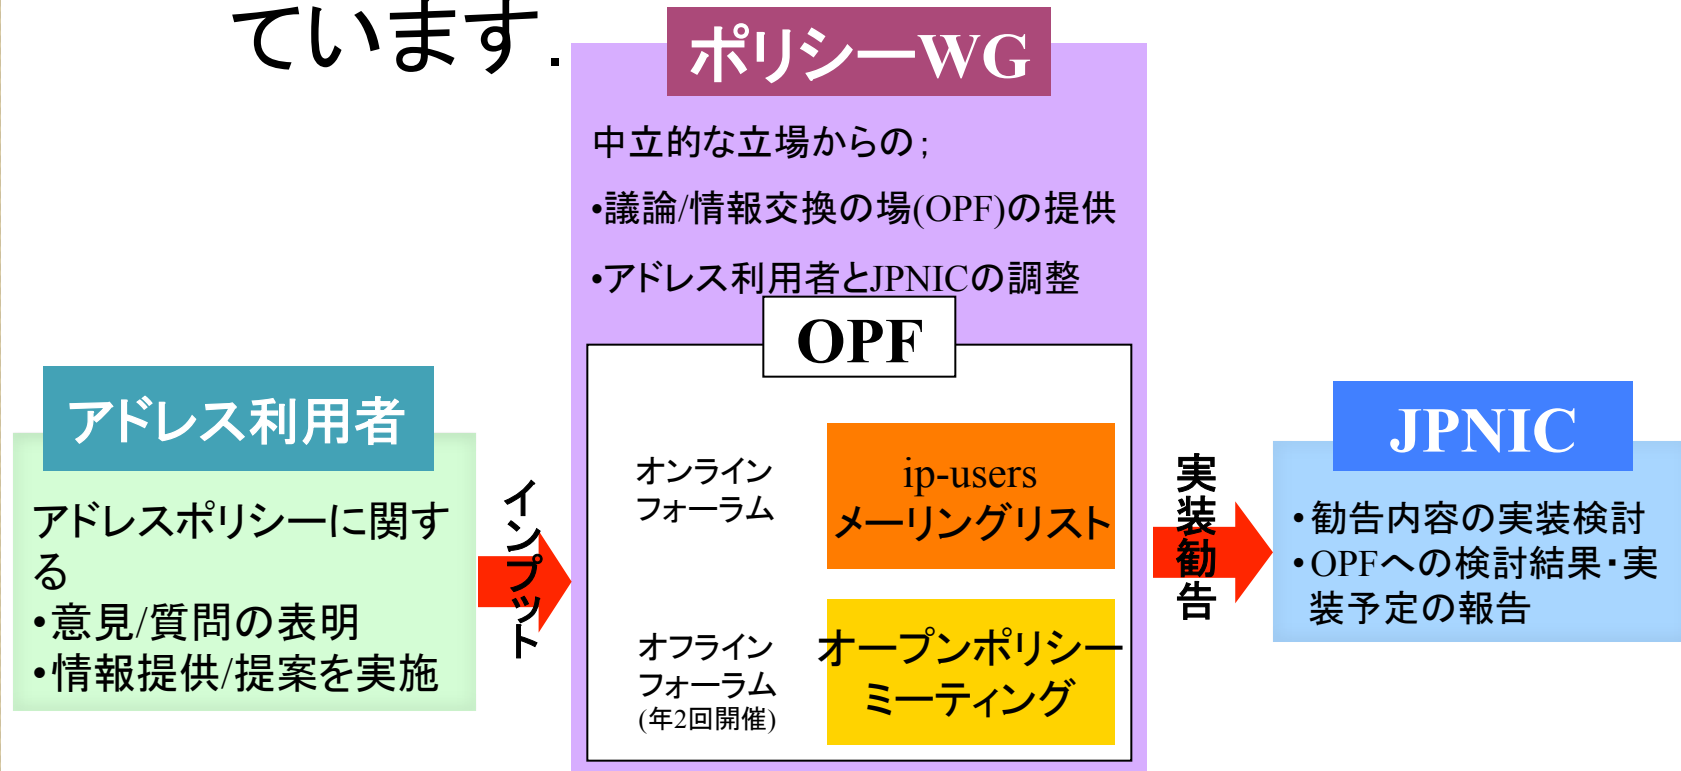 ています.
ポリシーWG
中立的な立場からの;
•議論/情報交換の場(OPF)の提供
•アドレス利用者とJPNICの調整
OPF
オンライン
フォーラム
ip-users
メーリングリスト
オフライン
フォーラム
(年2回開催)
オープンポリシー
ミーティング
アドレス利用者
アドレスポリシーに関す
る
•意見/質問の表明
•情報提供/提案を実施
インプット
実装勧告
JPNIC
•勧告内容の実装検討
•OPFへの検討結果・実
装予定の報告